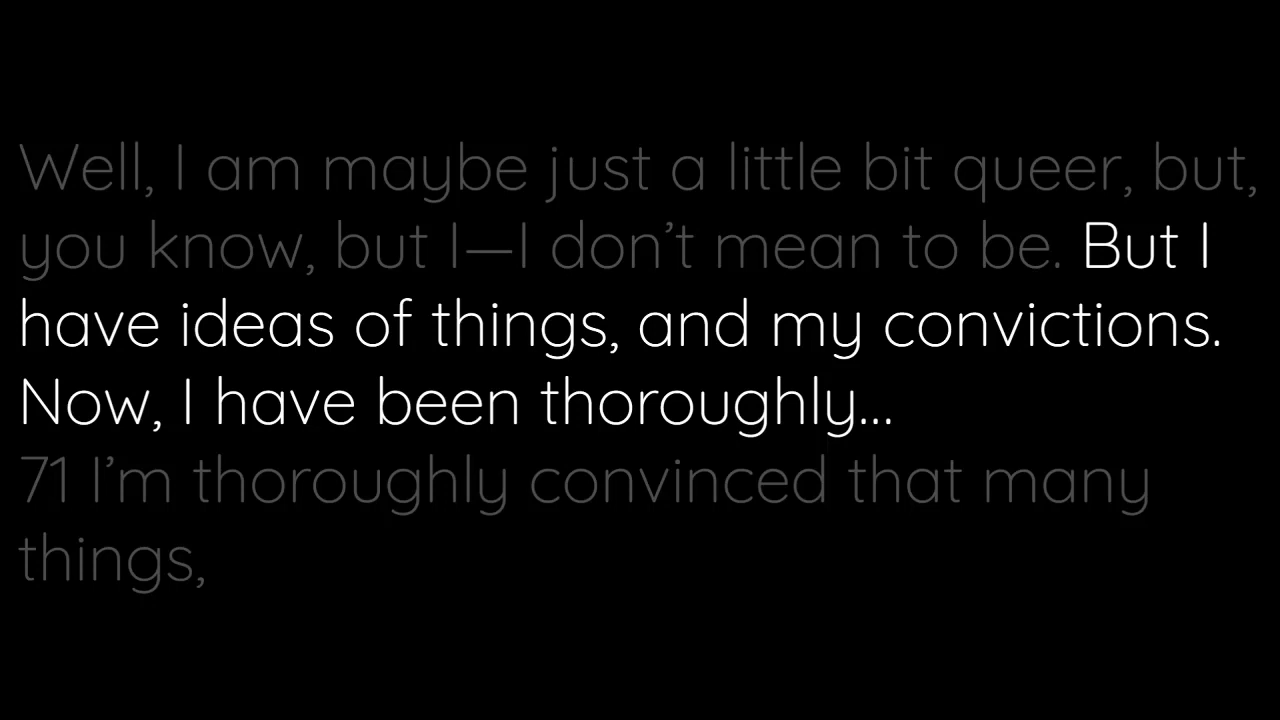 Well, I am maybe just a little bit queer, but,
you know, but I—I don’t mean to be. But I
have ideas of things, and my convictions.
Now, I have been thoroughly...
71 I’m thoroughly convinced that many
things,